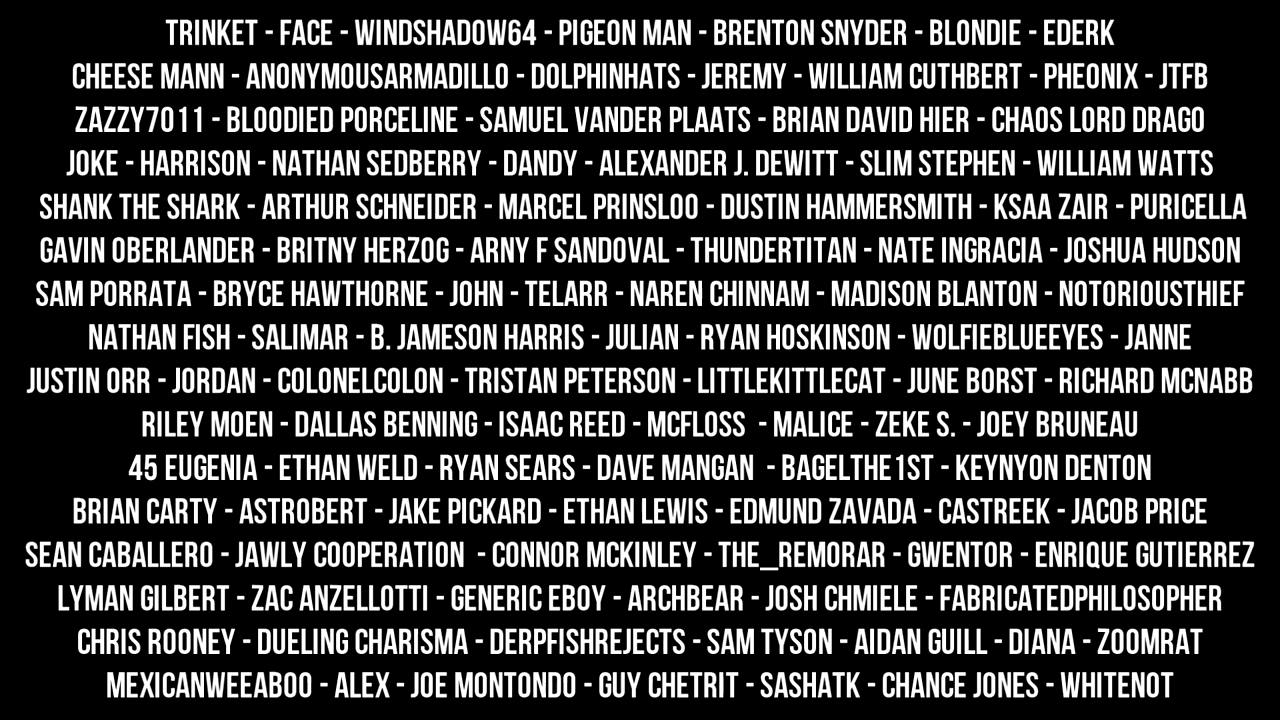 TRINKET - FACE - WINDSHADOW64 - PIGEON MAN - BRENTON SNYDER - BLONDIE - EDERK
CHEESE MANN - ANONYMOUSARMADILLO - DOLPHINHATS - JEREMY - WILLIAM CUTHBERT - PHEONIX - JTFB
ZAZZY7011 - BLOODIED PORCELINE - SAMUEL VANDER PLAATS - BRIAN DAVID HIER - CHAOS LORD DRAGO
JOKE - HARRISON - NATHAN SEDBERRY - DANDY - ALEXANDER J. DEWITT - SLIM STEPHEN - WILLIAM WATTS
SHANK THE SHARK - ARTHUR SCHNEIDER - MARCEL PRINSLOO - DUSTIN HAMMERSMITH - KSAA ZAIR - PURICELLA
GAVIN OBERLANDER - BRITNY HERZOG - ARNY F SANDOVAL - THUNDERTITAN - NATE INGRACIA - JOSHUA HUDSON
SAM PORRATA - BRYCE HAWTHORNE - JOHN - TELARR - NAREN CHINNAM - MADISON BLANTON - NOTORIOUSTHIEF
NATHAN FISH - SALIMAR - B. JAMESON HARRIS - JULIAN - RYAN HOSKINSON - WOLFIEBLUEEYES - JANNE
JUSTIN ORR - JORDAN - COLONELCOLON - TRISTAN PETERSON - LITTLEKITTLECAT - JUNE BORST - RICHARD MCNABB
RILEY MOEN - DALLAS BENNING - ISAAC REED - MCFLOSS - MALICE - ZEKE S. - JOEY BRUNEAU
45 EUGENIA - ETHAN WELD - RYAN SEARS - DAVE MANGAN - BAGELTHE1ST - KEYNYON DENTON
BRIAN CARTY - ASTROBERT - JAKE PICKARD - ETHAN LEWIS - EDMUND ZAVADA - CASTREEK - JACOB PRICE
SEAN CABALLERO - JAWLY COOPERATION - CONNOR MCKINLEY - THE_REMORAR - GWENTOR - ENRIQUE GUTIERREZ
LYMAN GILBERT - ZAC ANZELLOTTI - GENERIC EBOY - ARCHBEAR - JOSH CHMIELE - FABRICATEDPHILOSOPHER
CHRIS ROONEY - DUELING CHARISMA - DERPFISHREJECTS - SAM TYSON - AIDAN GUILL - DIANA - ZOOMRAT
MEXICANWEEABOO - ALEX - JOE MONTONDO - GUY CHETRIT - SASHATK - CHANCE JONES - WHITENOT